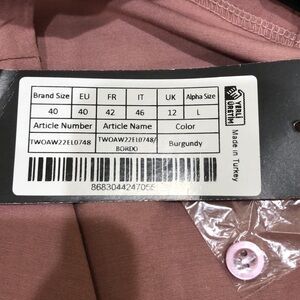 Brand Size EU FR IT UK Alpha Size
40 40 42 46 12 L
Article Number Article Name Color
TWOAW22EL0748 TWOAW22EL0748/ Burgundy
BOREK)
8683044247055
YERLİ
ÜRETİM
Made in Turkey